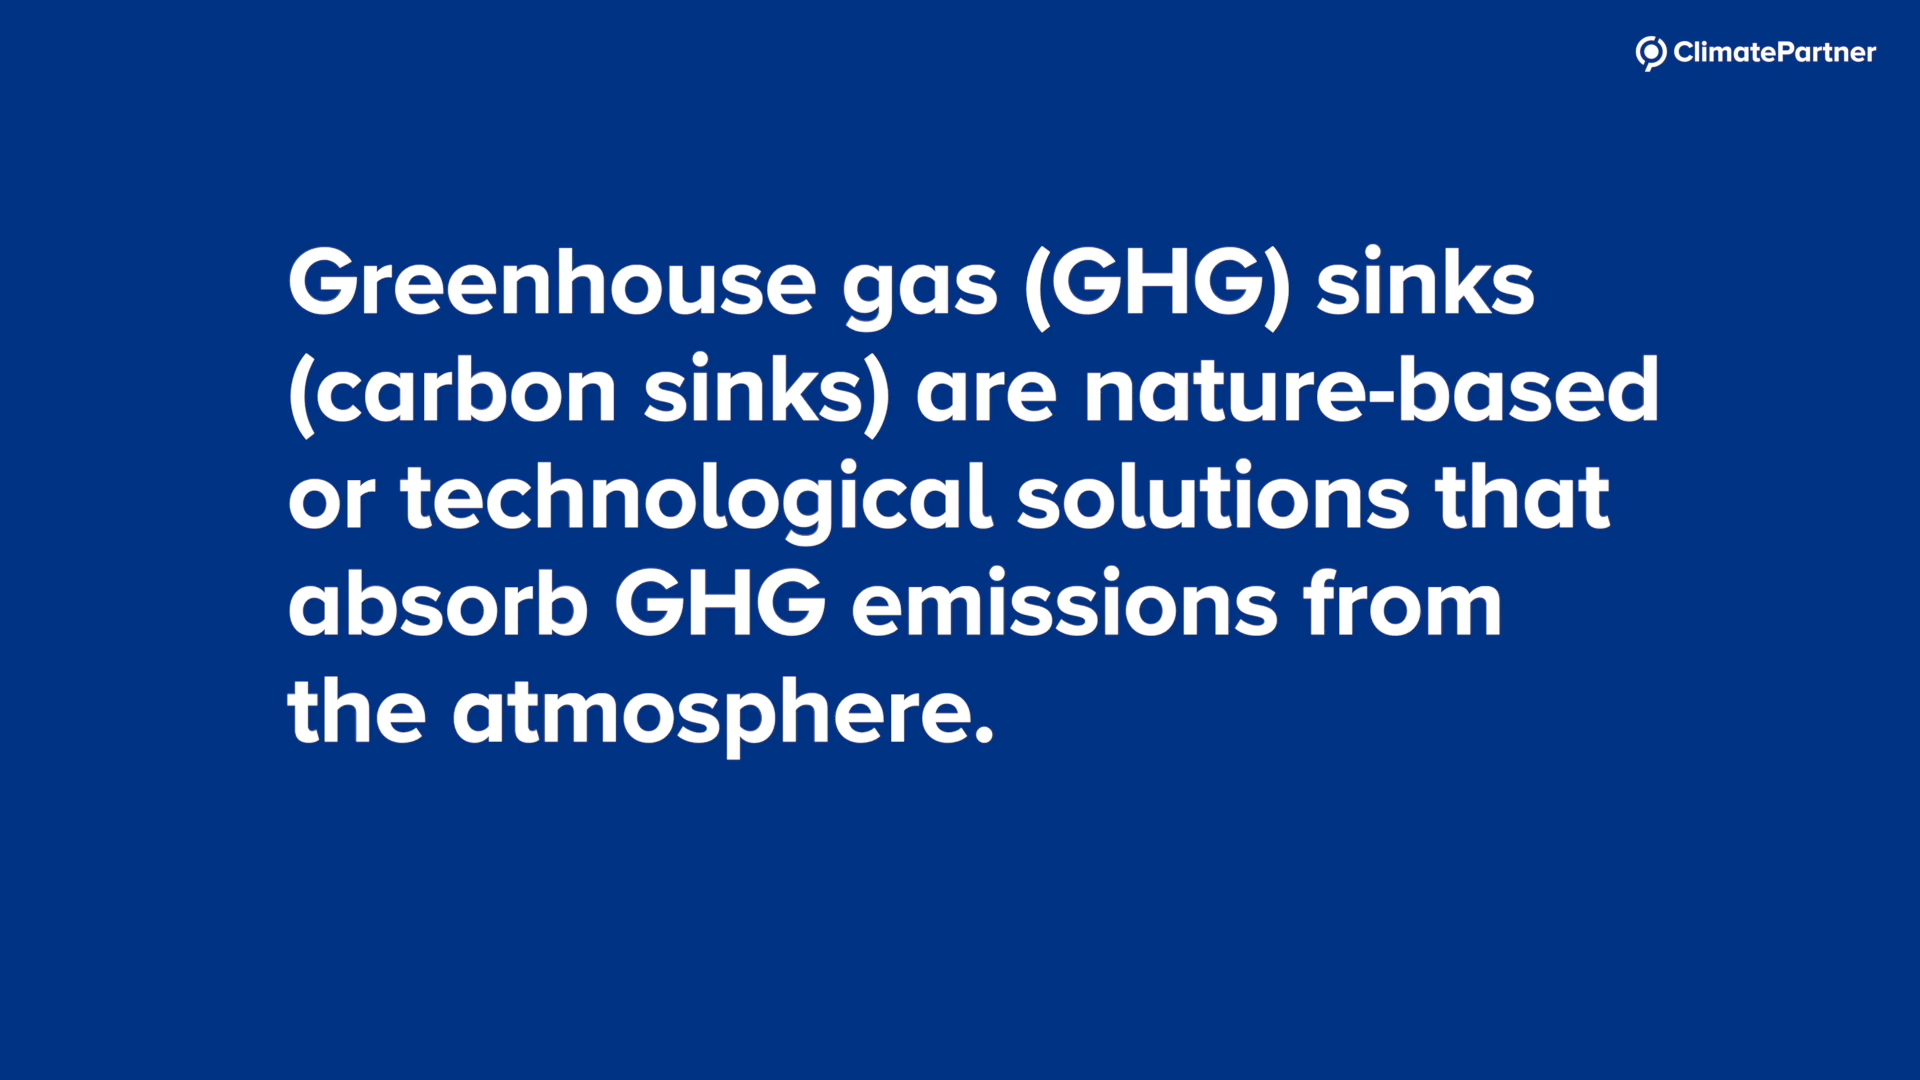 ClimatePartner
Greenhouse gas (GHG) sinks
(carbon sinks) are nature-based
or technological solutions that
absorb GHG emissions from
the atmosphere.